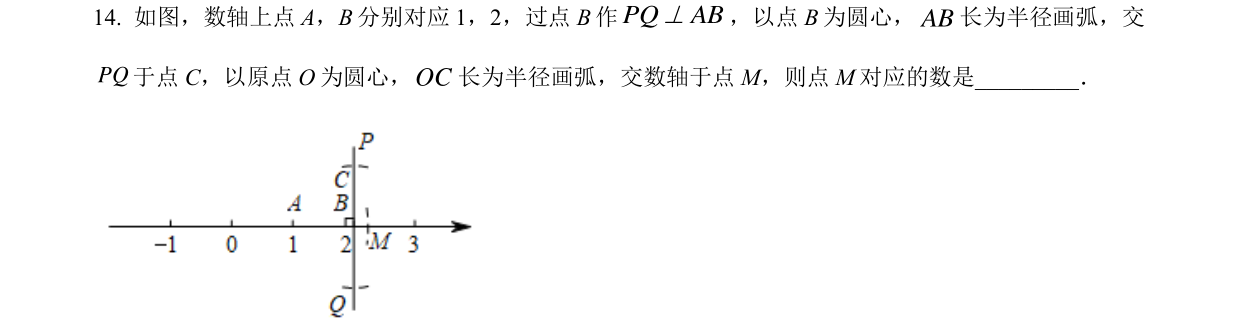 14. 如图，数轴上点 A，B 分别对应 1，2，过点 B 作 PQ⊥AB，以点 B 为圆心， AB 长为半径画弧，交
PQ 于点 C，以原点 O 为圆心，OC 长为半径画弧，交数轴于点 M，则点 M 对应的数是_________．
P
C
A B
−1 0 1 2 M 3
Q